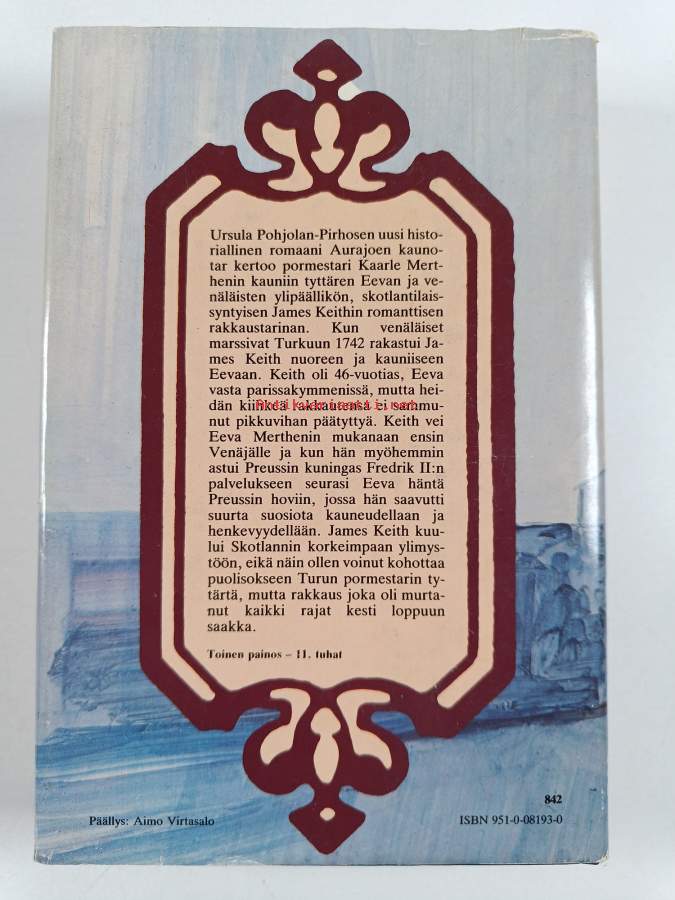 Ursula Pohjolan-Pirhosen uusi histo-
riallinen romaani Aurajoen kauno-
tar kertoo pormestari Kaarle Mert-
henin kauniin tyttären Eevan ja ve-
näläisten ylipäällikön, skotlantilais-
syntyisen James Keithin romanttisen
rakkaustarinan. Kun venäläiset
marssivat Turkuun 1742 rakastui Ja-
mes Keith nuoreen ja kauniiseen
Eevaan. Keith oli 46-vuotias, Eeva
vasta parissakymmenissä, mutta hei-
dän kiihkeä rakkautensa ei sammu-
nut pikkuvihan päätyttyä. Keith vei
Eeva Merthenin mukanaan ensin
Venäjälle ja kun hän myöhemmin
astui Preussin kuningas Fredrik II:n
palvelukseen seurasi Eeva häntä
Preussin hoviin, jossa hän saavutti
suurta suosiota kauneudellaan ja
henkevyydellään. James Keith kuu-
lui Skotlannin korkeimpaan ylimys-
töön, eikä näin ollen voinut kohottaa
puolisokseen Turun pormestarin ty-
tärtä, mutta rakkaus joka oli murta-
nut kaikki rajat kesti loppuun
saakka.
Toinen painos – 11. tuhat
842
Päällys: Aimo Virtasalo
ISBN 951-0-08193-0